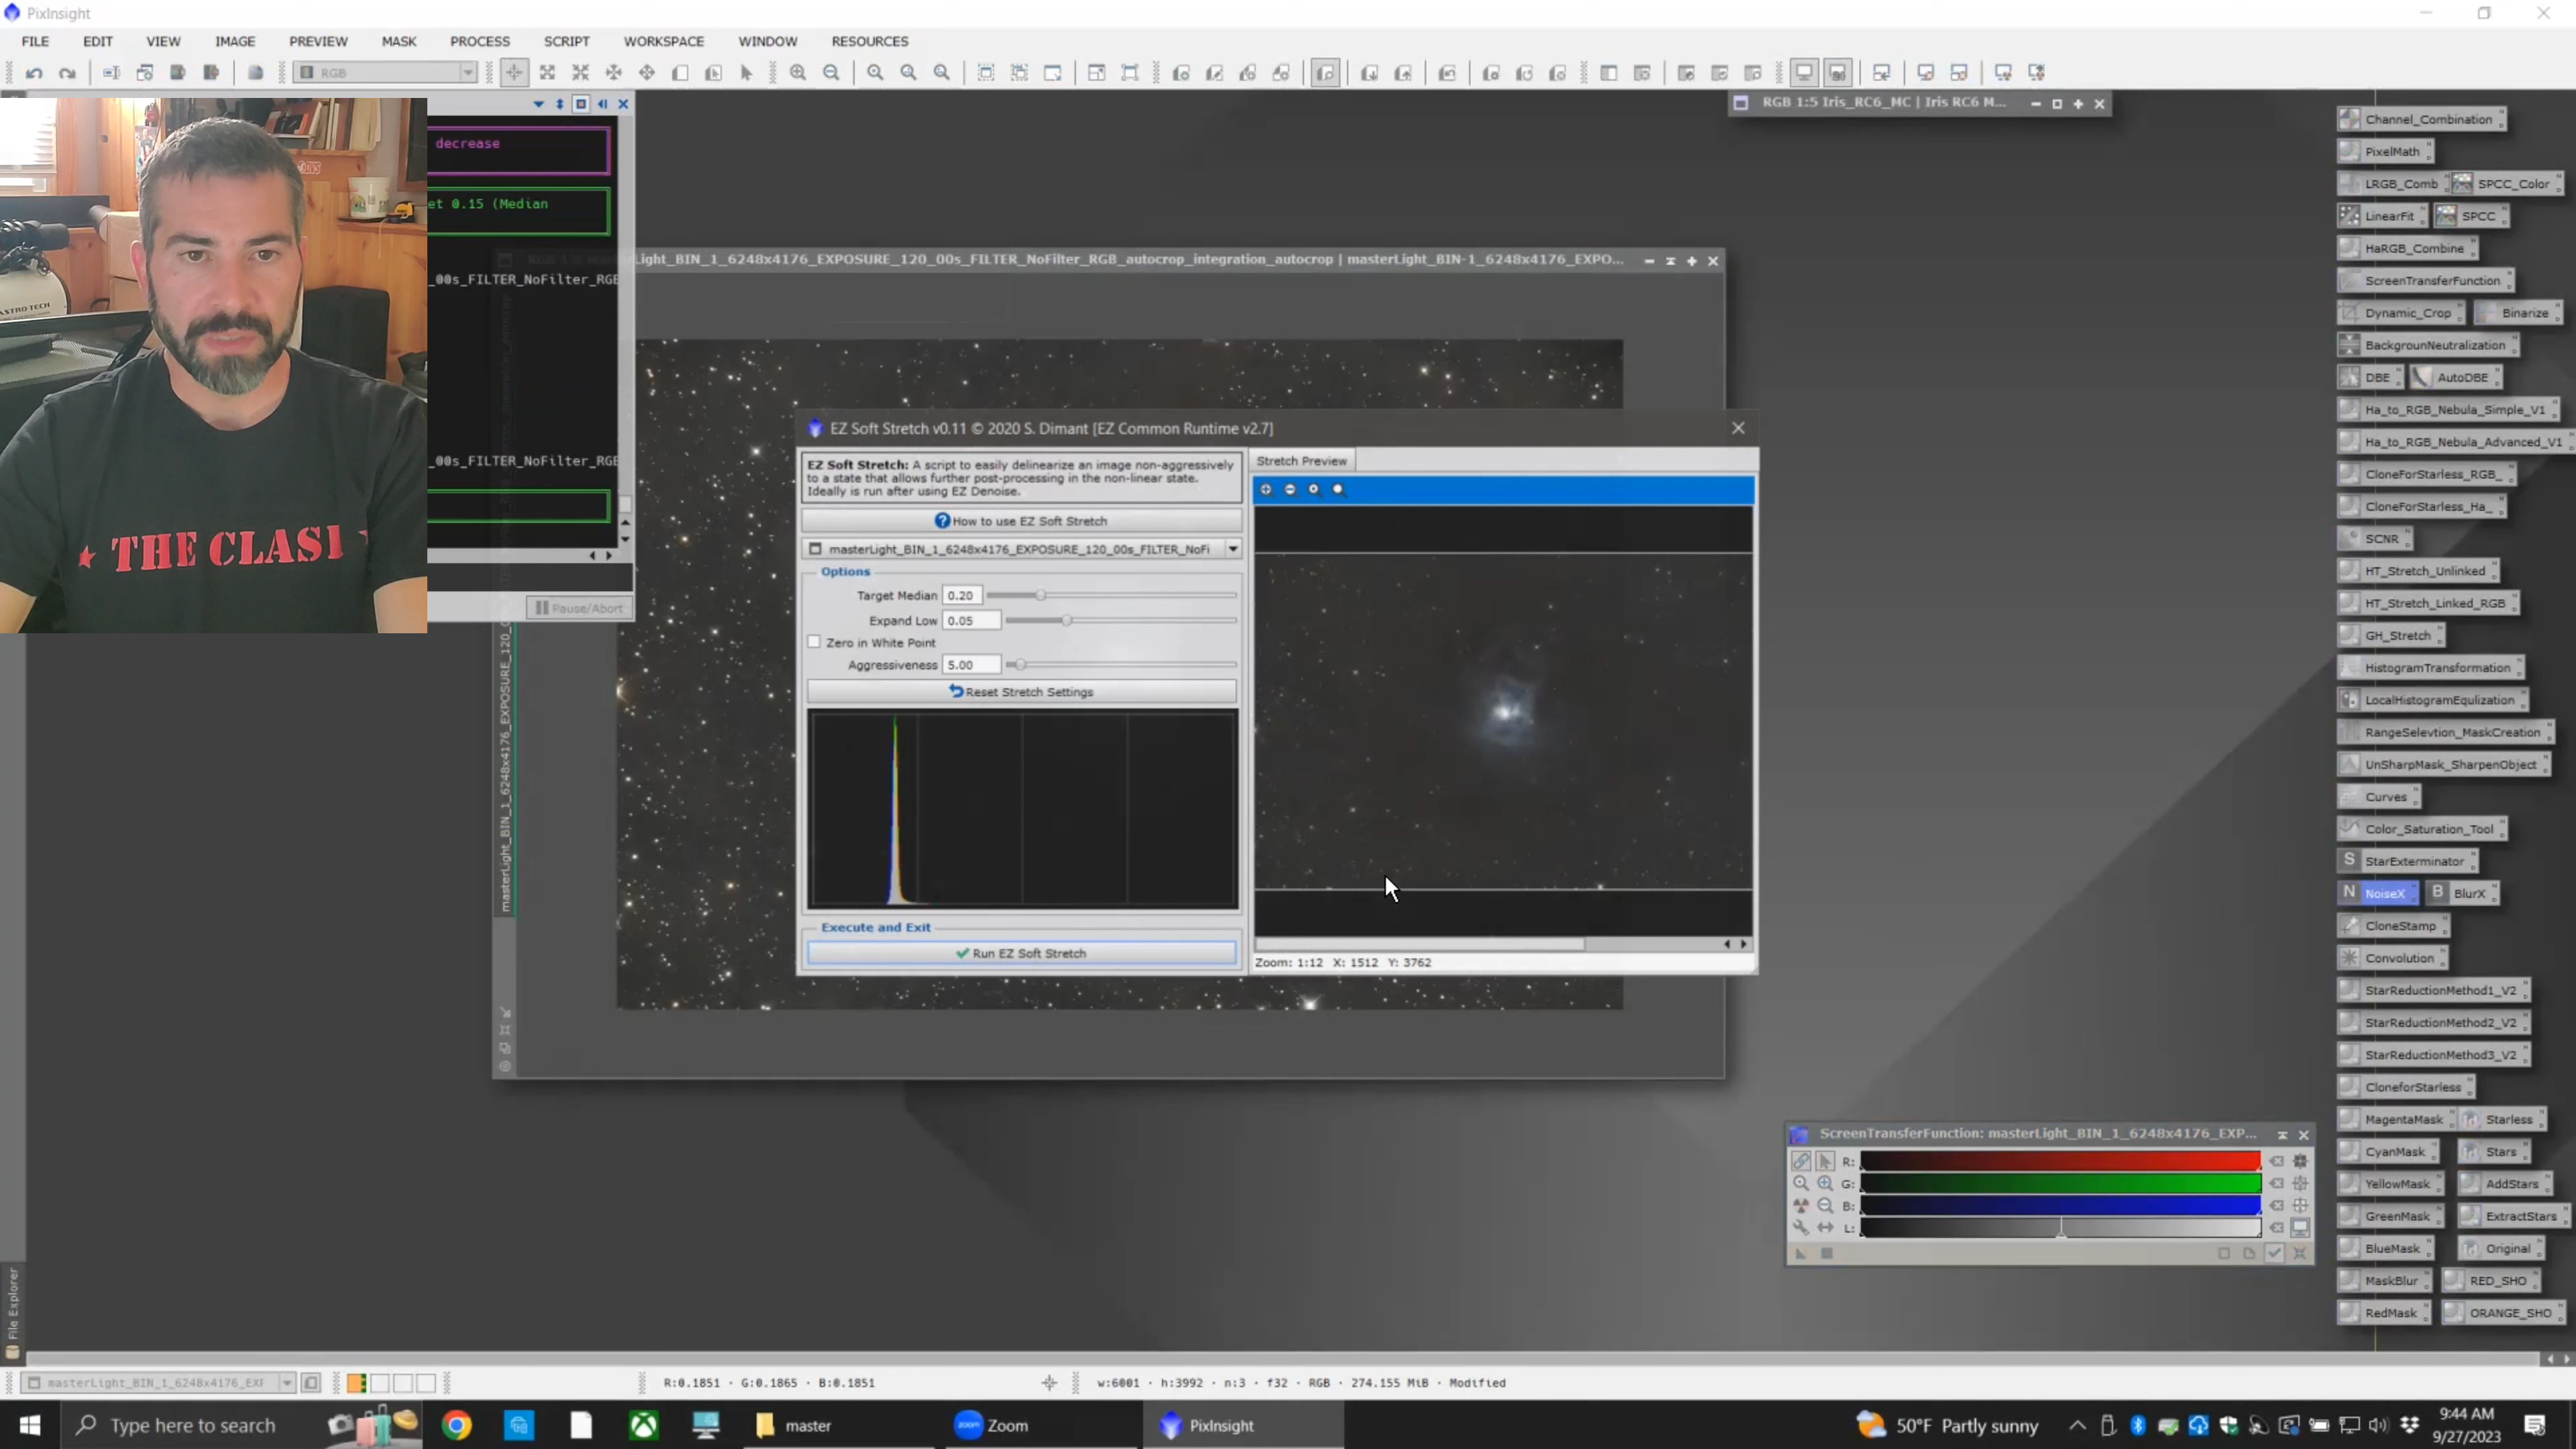 PixInsight
FILE EDIT VIEW IMAGE PREVIEW MASK PROCESS SCRIPT WORKSPACE WINDOW RESOURCES
RGB
RGB 1:5 Iris_RC6_MC | Iris RC6 M...
decrease
et 0.15 (Median
_00s_FILTER_NoFilter_RGB
_00s_FILTER_NoFilter_RGB
Pause/Abort
ASTRO-TECH
THE CLASH
Light_BIN_1_6248x4176_EXPOSURE_120_00s_FILTER_NoFilter_RGB_autocrop_integration_autocrop | masterLight_BIN-1_6248x4176_EXPO...
masterLight_BIN_1_6248x4176_EXPOSURE_120_0
EZ Soft Stretch v0.11 © 2020 S. Dimant [EZ Common Runtime v2.7]
EZ Soft Stretch: A script to easily delinearize an image non-aggressively
to a state that allows further post-processing in the non-linear state.
Ideally is run after using EZ Denoise.
How to use EZ Soft Stretch
masterLight_BIN_1_6248x4176_EXPOSURE_120_00s_FILTER_NoFi
Options
Target Median 0.20
Expand Low 0.05
Zero in White Point
Aggressiveness 5.00
Reset Stretch Settings
Execute and Exit
Run EZ Soft Stretch
Stretch Preview
Zoom: 1:12 X: 1512 Y: 3762
Channel_Combination
PixelMath
LRGB_Comb SPCC_Color
LinearFit SPCC
HaRGB_Combine
ScreenTransferFunction
Dynamic_Crop Binarize
BackgrounNeutralization
DBE AutoDBE
Ha_to_RGB_Nebula_Simple_V1
Ha_to_RGB_Nebula_Advanced_V1
CloneForStarless_RGB_
CloneForStarless_Ha_
SCNR
HT_Stretch_Unlinked
HT_Stretch_Linked_RGB
GH_Stretch
HistogramTransformation
LocalHistogramEqulization
RangeSelevtion_MaskCreation
UnSharpMask_SharpenObject
Curves
Color_Saturation_Tool
S StarExterminator
N NoiseX B BlurX
CloneStamp
Convolution
StarReductionMethod1_V2
StarReductionMethod2_V2
StarReductionMethod3_V2
CloneforStarless
MagentaMask Starless
CyanMask Stars
YellowMask AddStars
GreenMask ExtractStars
BlueMask Original
MaskBlur RED_SHO
RedMask ORANGE_SHO
ScreenTransferFunction: masterLight_BIN_1_6248x4176_EXP...
R:
G:
B:
L:
File Explorer
masterLight_BIN_1_6248x4176_EXF
R:0.1851 · G:0.1865 · B:0.1851
w:6001 · h:3992 · n:3 · f32 · RGB · 274.155 MiB · Modified
Type here to search
master
zoom Zoom
PixInsight
50°F Partly sunny
9:44 AM
9/27/2023